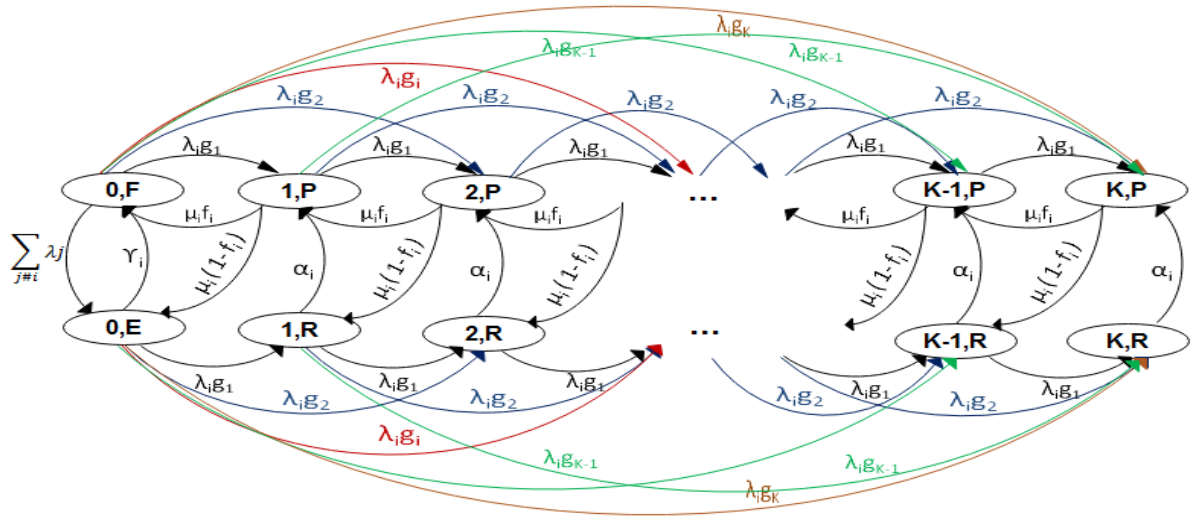 λᵢgK
λᵢgK-1
λᵢgK-1
λᵢgᵢ
λᵢg₂
λᵢg₂
λᵢg₂
λᵢg₂
λᵢg₂
λᵢg₁
λᵢg₁
λᵢg₁
λᵢg₁
λᵢg₁
0,F
1,P
2,P
...
K-1,P
K,P
μᵢfᵢ
μᵢfᵢ
μᵢfᵢ
μᵢfᵢ
μᵢfᵢ
∑ λj
j#i
ϒᵢ
μᵢ(1-fᵢ)
αᵢ
μᵢ(1-fᵢ)
αᵢ
μᵢ(1-fᵢ)
μᵢ(1-fᵢ)
αᵢ
μᵢ(1-fᵢ)
αᵢ
0,E
1,R
2,R
...
K-1,R
K,R
λᵢg₁
λᵢg₁
λᵢg₁
λᵢg₁
λᵢg₁
λᵢg₂
λᵢg₂
λᵢg₂
λᵢg₂
λᵢgᵢ
λᵢgK-1
λᵢgK-1
λᵢgK